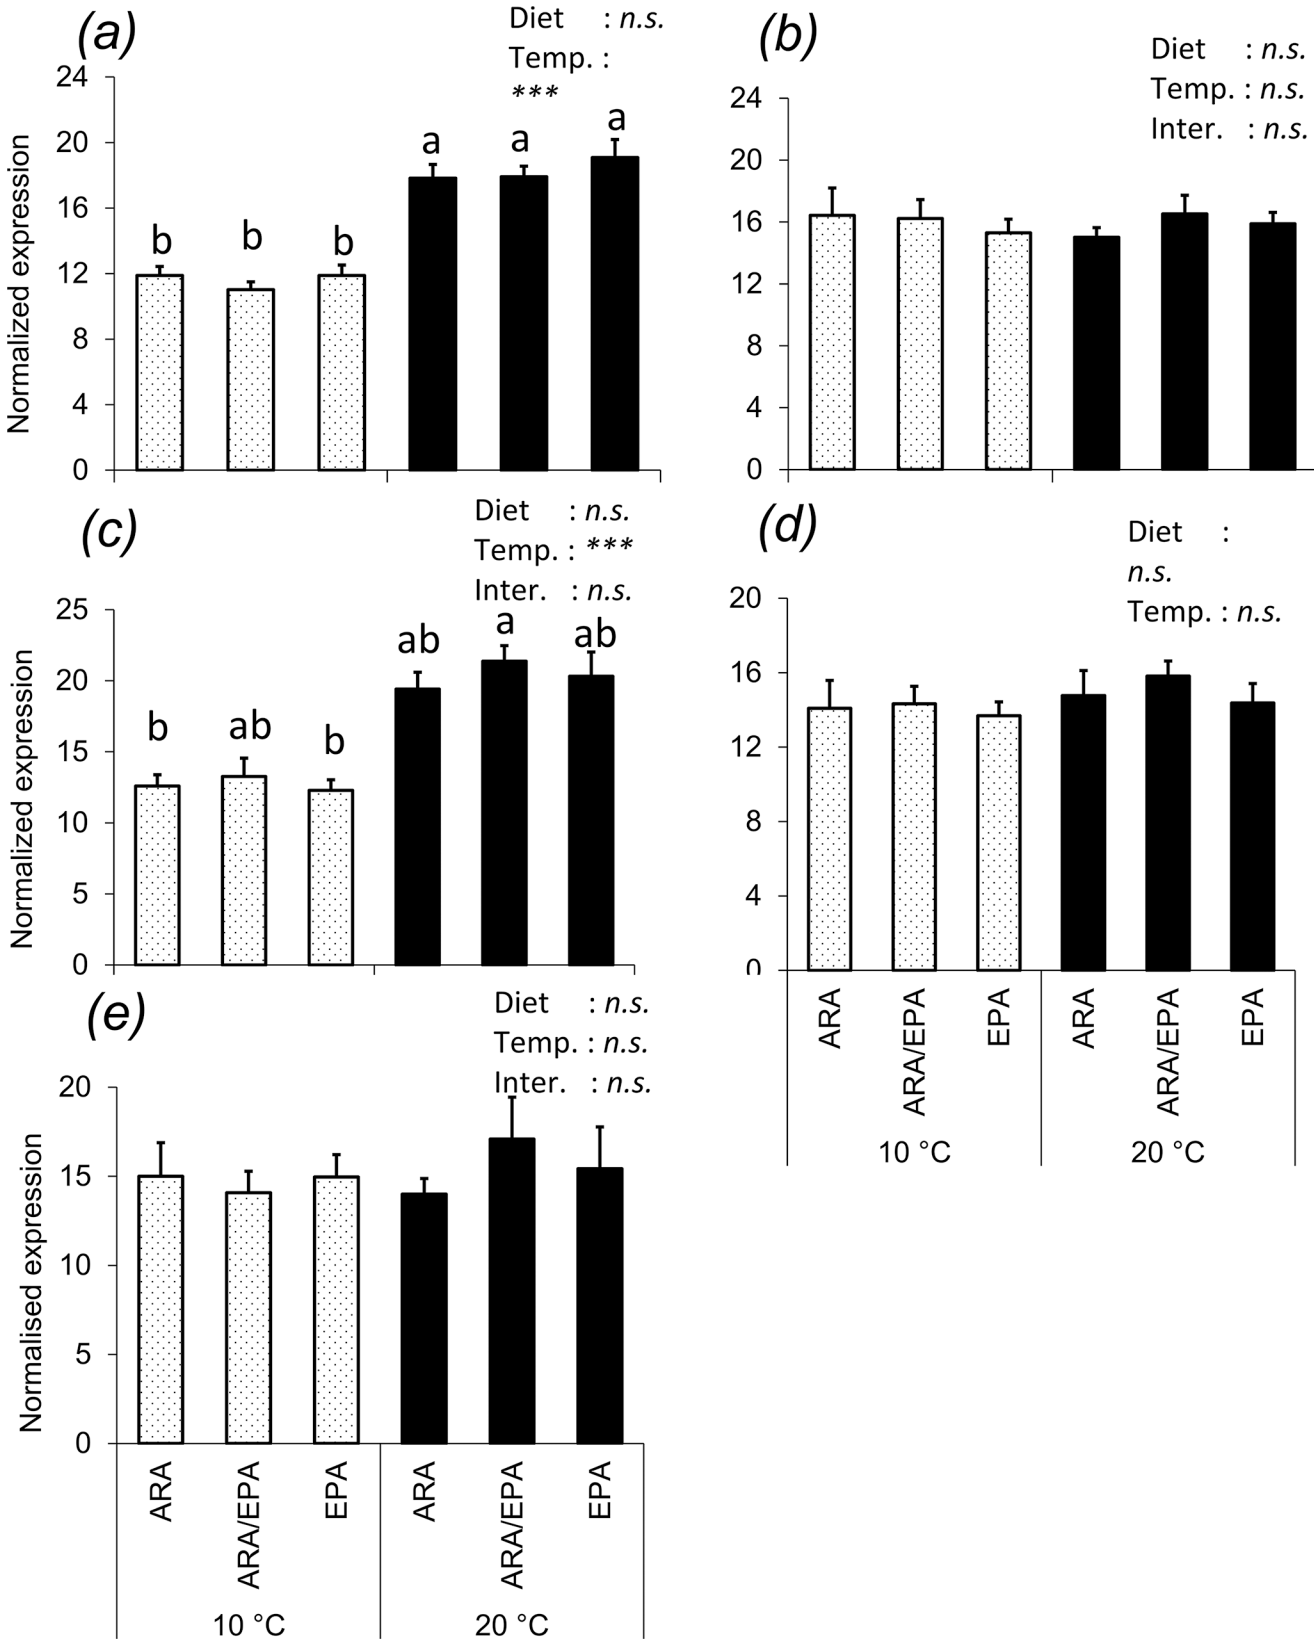 (a)
Diet : n.s.
Temp. :
***
24
20
16
12
8
4
0
Normalized expression
b
b
b
a
a
a
(b)
Diet : n.s.
Temp. : n.s.
Inter. : n.s.
24
20
16
12
8
4
0
(c)
Diet : n.s.
Temp. : ***
Inter. : n.s.
25
20
15
10
5
0
Normalized expression
b
ab
b
ab
a
ab
(d)
Diet :
n.s.
Temp. : n.s.
20
16
12
8
4
0
ARA
ARA/EPA
EPA
ARA
ARA/EPA
EPA
10 °C
20 °C
(e)
Diet : n.s.
Temp. : n.s.
Inter. : n.s.
20
15
10
5
0
Normalised expression
ARA
ARA/EPA
EPA
ARA
ARA/EPA
EPA
10 °C
20 °C